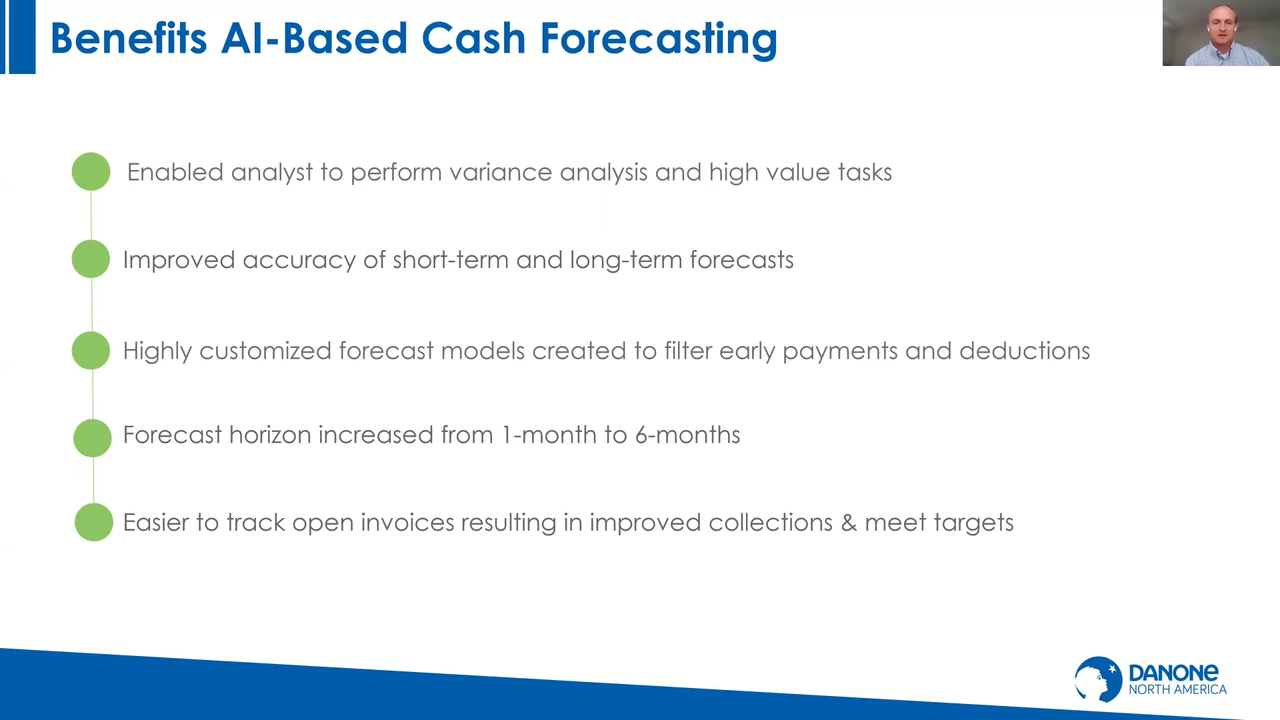 Benefits AI-Based Cash Forecasting
Enabled analyst to perform variance analysis and high value tasks
Improved accuracy of short-term and long-term forecasts
Highly customized forecast models created to filter early payments and deductions
Forecast horizon increased from 1-month to 6-months
Easier to track open invoices resulting in improved collections & meet targets
DANONE
NORTH AMERICA